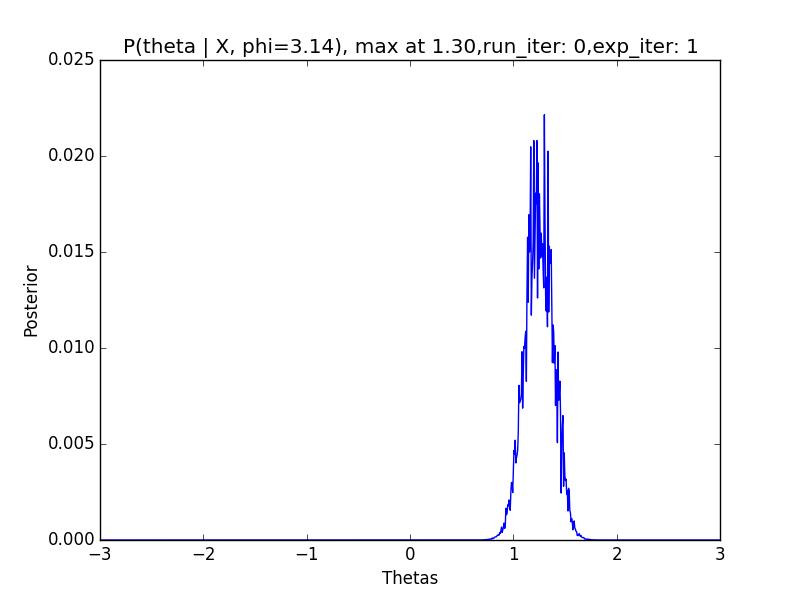 P(theta | X, phi=3.14), max at 1.30,run_iter: 0,exp_iter: 1
0.025
0.020
0.015
0.010
0.005
0.000
Posterior
−3 −2 −1 0 1 2 3
Thetas